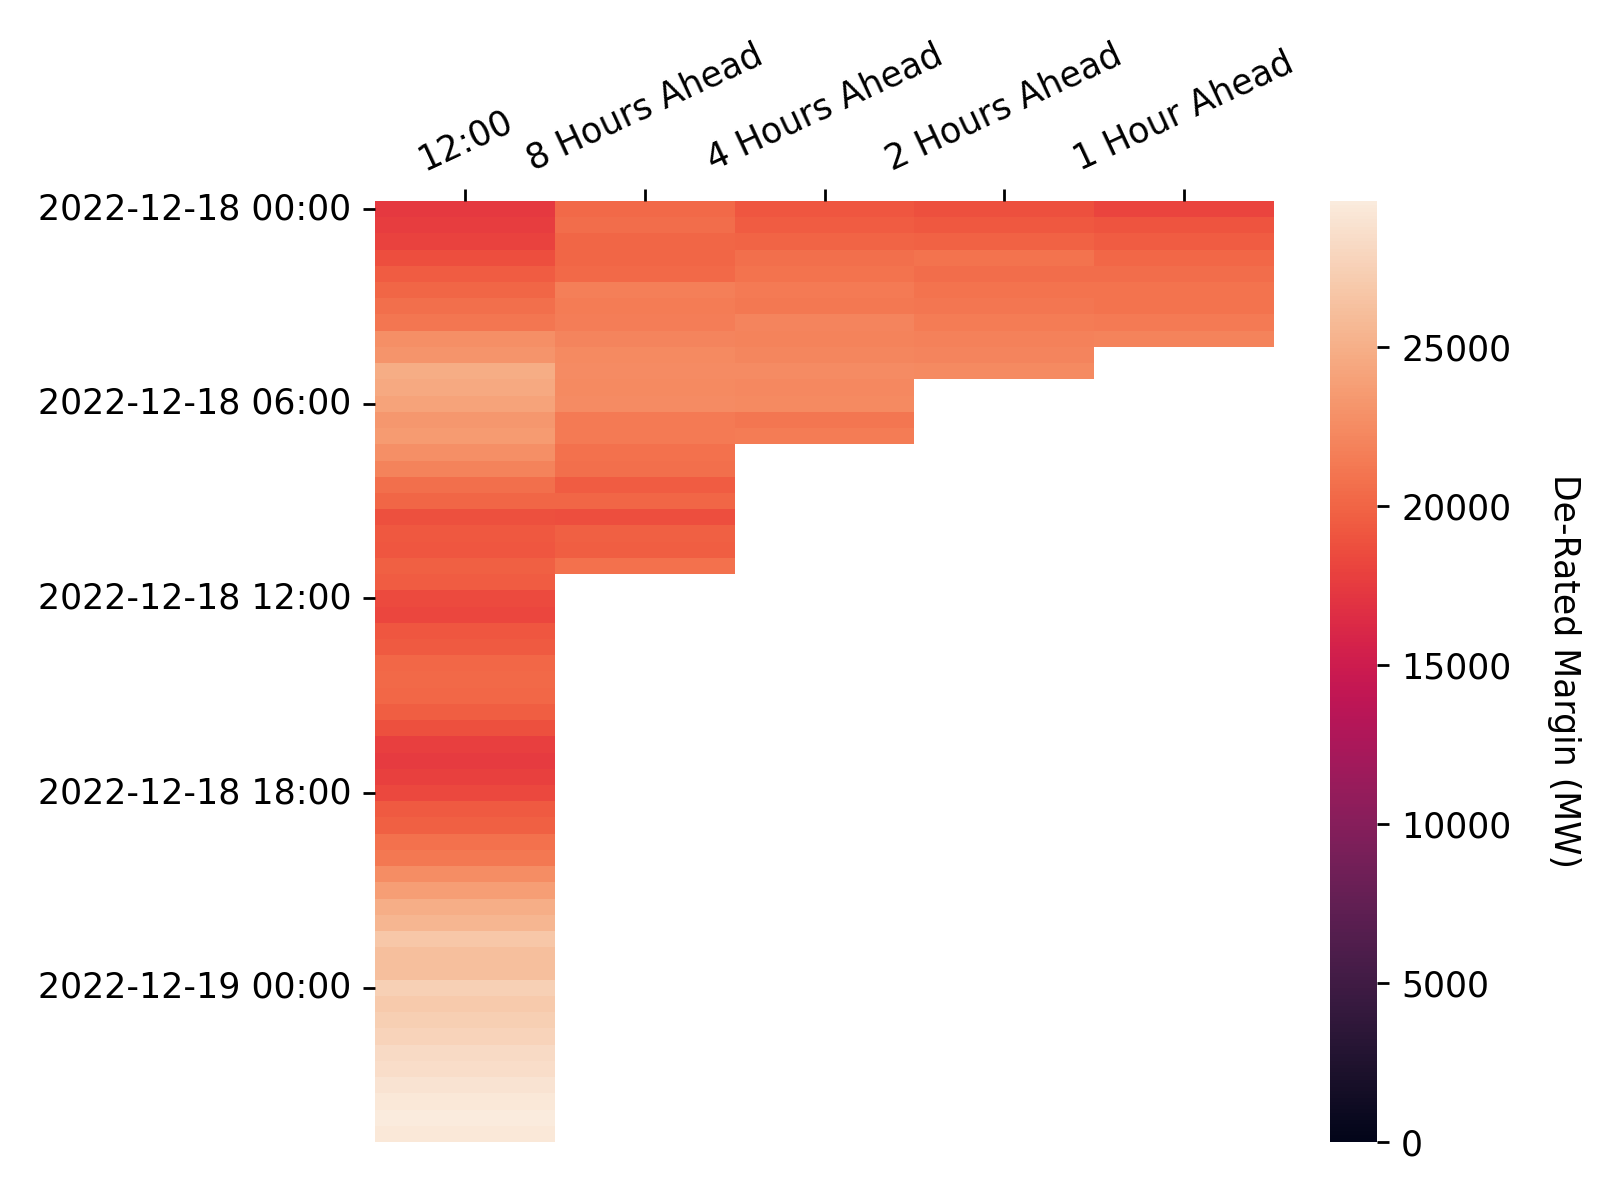 12:00
8 Hours Ahead
4 Hours Ahead
2 Hours Ahead
1 Hour Ahead
2022-12-18 00:00
2022-12-18 06:00
2022-12-18 12:00
2022-12-18 18:00
2022-12-19 00:00
25000
20000
15000
10000
5000
0
De-Rated Margin (MW)